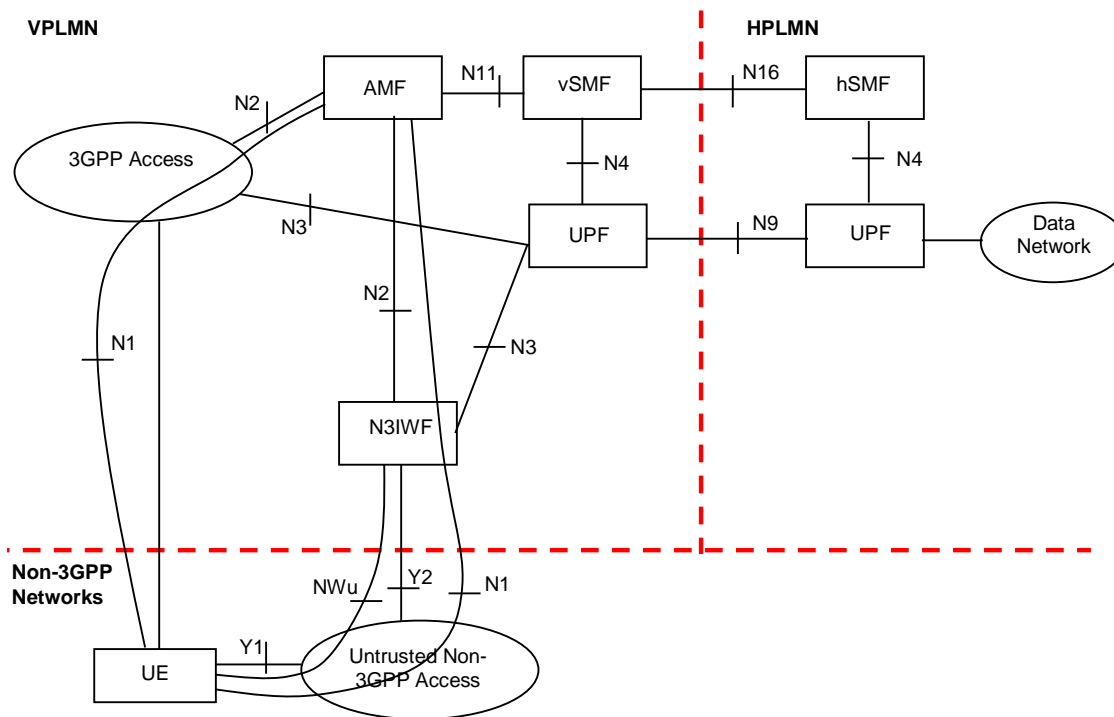 VPLMN
HPLMN
AMF
N11
vSMF
N16
hSMF
N2
3GPP Access
N4
N4
N3
UPF
N9
UPF
Data
Network
N2
N1
N3
N3IWF
Non-3GPP
Networks
NWu
Y2
N1
Y1
UE
Untrusted Non-
3GPP Access